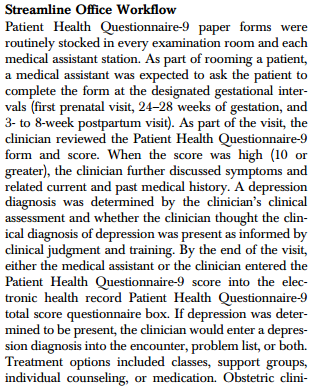 Streamline Office Workflow
Patient Health Questionnaire-9 paper forms were
routinely stocked in every examination room and each
medical assistant station. As part of rooming a patient,
a medical assistant was expected to ask the patient to
complete the form at the designated gestational inter-
vals (first prenatal visit, 24–28 weeks of gestation, and
3- to 8-week postpartum visit). As part of the visit, the
clinician reviewed the Patient Health Questionnaire-9
form and score. When the score was high (10 or
greater), the clinician further discussed symptoms and
related current and past medical history. A depression
diagnosis was determined by the clinician's clinical
assessment and whether the clinician thought the clin-
ical diagnosis of depression was present as informed by
clinical judgment and training. By the end of the visit,
either the medical assistant or the clinician entered the
Patient Health Questionnaire-9 score into the elec-
tronic health record Patient Health Questionnaire-9
total score questionnaire box. If depression was deter-
mined to be present, the clinician would enter a depres-
sion diagnosis into the encounter, problem list, or both.
Treatment options included classes, support groups,
individual counseling, or medication. Obstetric clini-